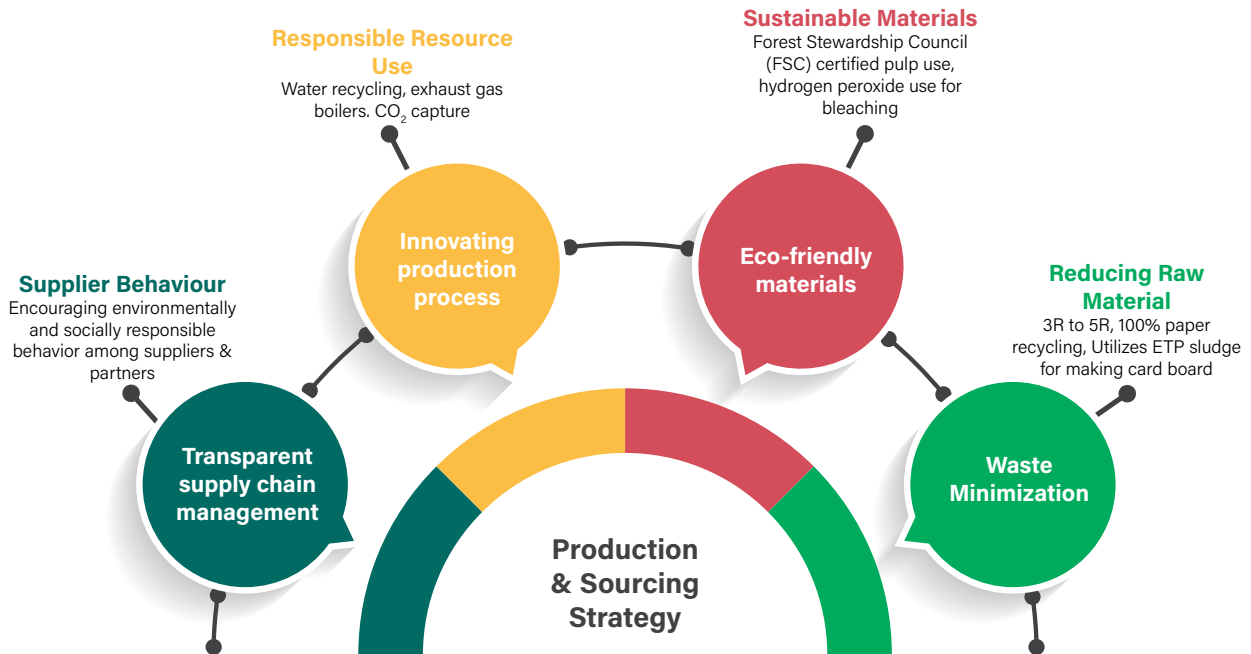 Supplier Behaviour
Encouraging environmentally
and socially responsible
behavior among suppliers &
partners
Transparent
supply chain
management
Responsible Resource
Use
Water recycling, exhaust gas
boilers. CO₂ capture
Innovating
production
process
Sustainable Materials
Forest Stewardship Council
(FSC) certified pulp use,
hydrogen peroxide use for
bleaching
Eco-friendly
materials
Reducing Raw
Material
3R to 5R, 100% paper
recycling, Utilizes ETP sludge
for making card board
Waste
Minimization
Production
& Sourcing
Strategy